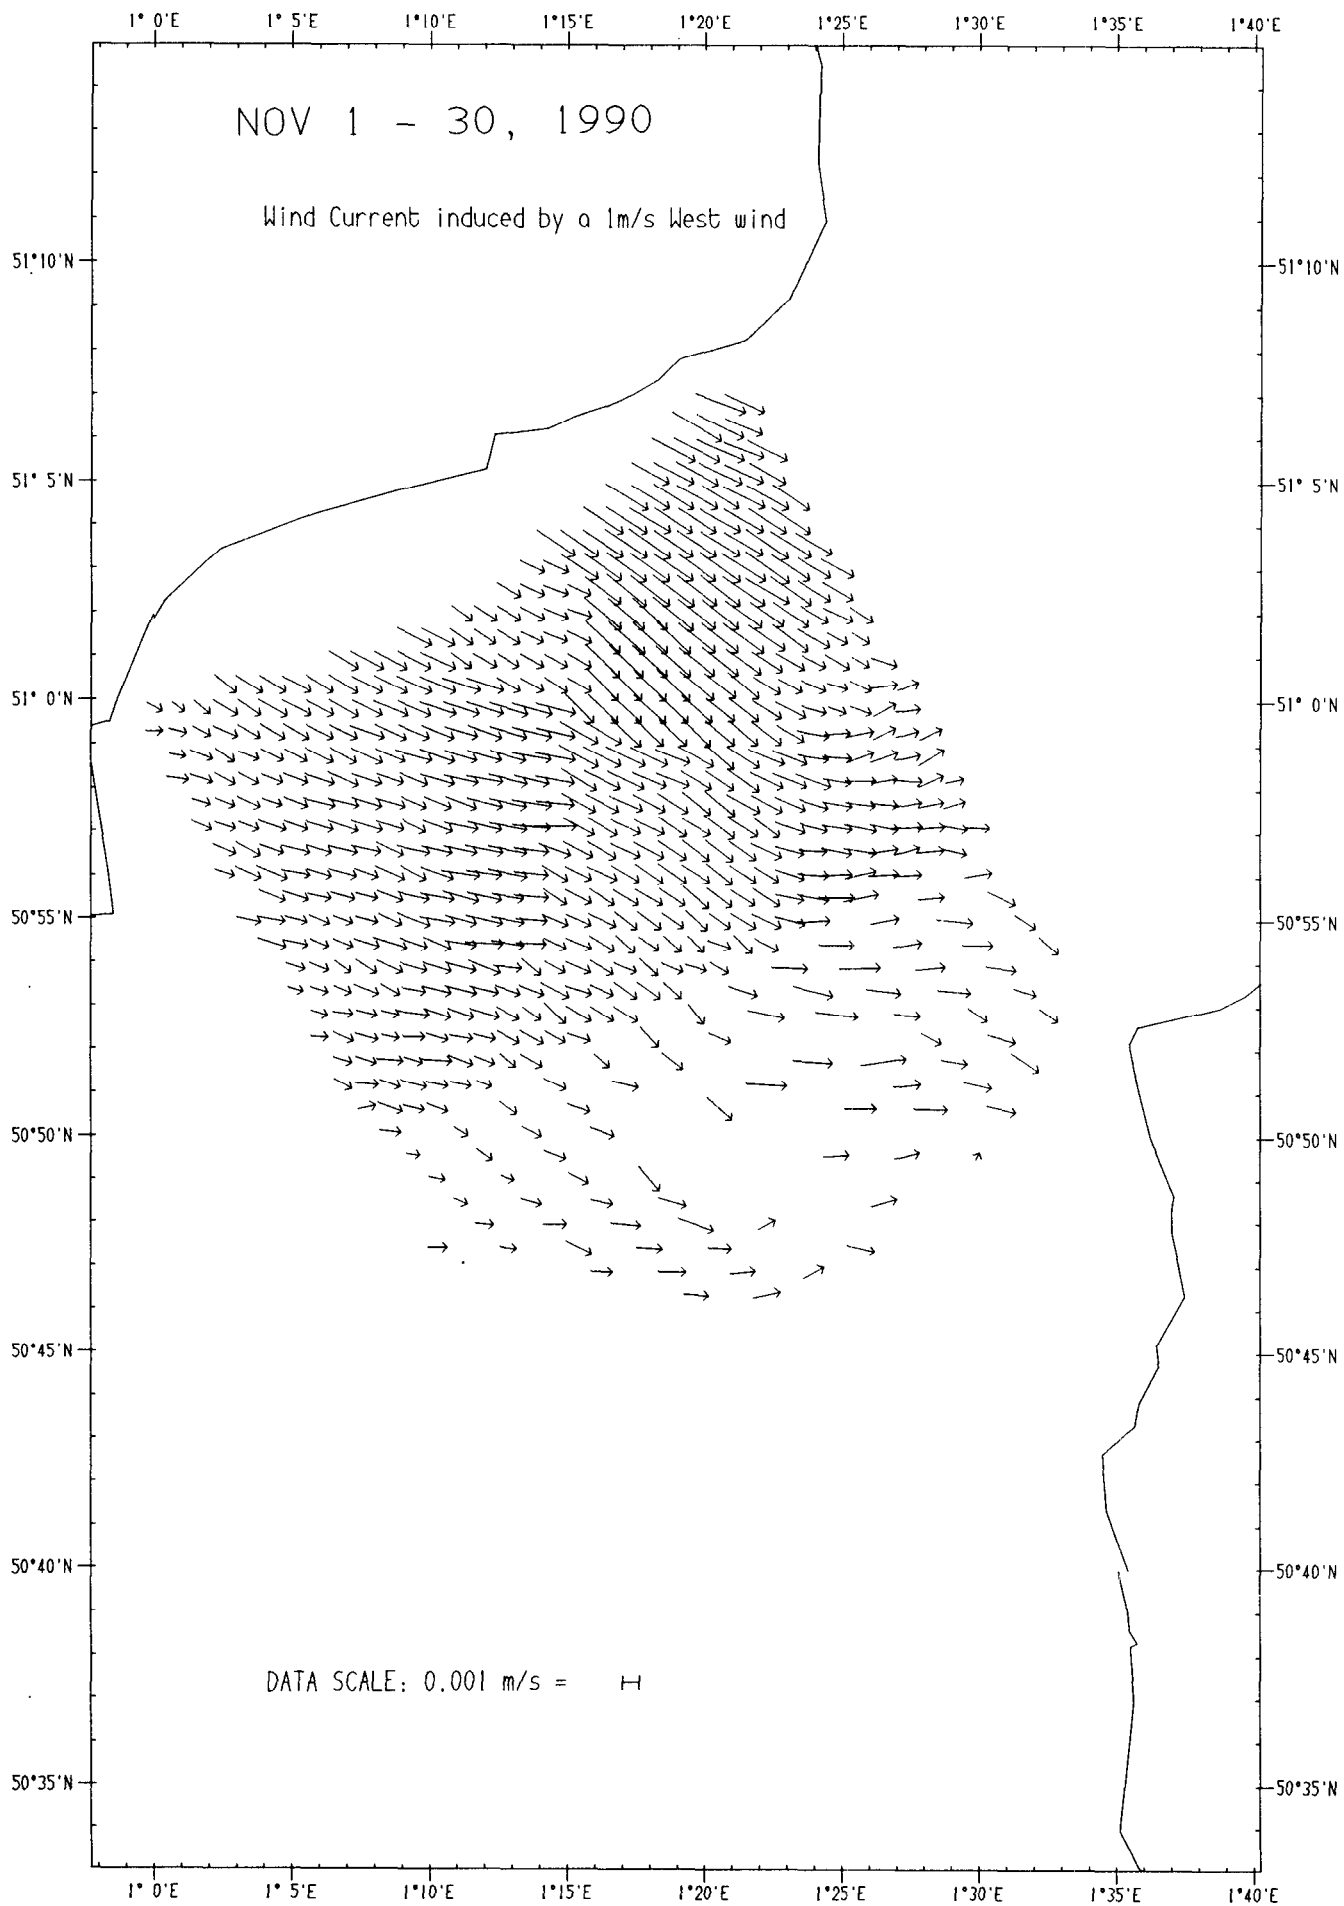 1° 0'E 1° 5'E 1°10'E 1°15'E 1°20'E 1°25'E 1°30'E 1°35'E 1°40'E
NOV 1 - 30, 1990
Wind Current induced by a 1m/s West wind
51°10'N 51°10'N
51° 5'N 51° 5'N
51° 0'N 51° 0'N
50°55'N 50°55'N
50°50'N 50°50'N
50°45'N 50°45'N
50°40'N 50°40'N
DATA SCALE: 0.001 m/s =
50°35'N 50°35'N
1° 0'E 1° 5'E 1°10'E 1°15'E 1°20'E 1°25'E 1°30'E 1°35'E 1°40'E